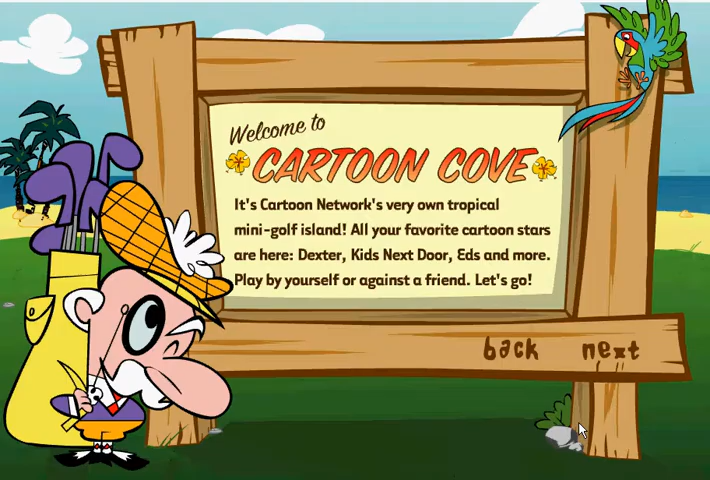 Welcome to
CARTOON COVE
It's Cartoon Network's very own tropical
mini-golf island! All your favorite cartoon stars
are here: Dexter, Kids Next Door, Eds and more.
Play by yourself or against a friend. Let's go!
back next